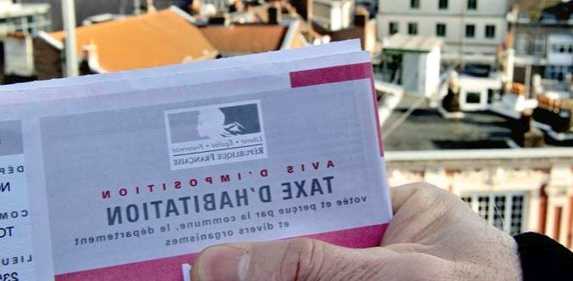 Liberté • Égalité • Fraternité
RÉPUBLIQUE FRANÇAISE
AVIS D'IMPOSITION
TAXE D'HABITATION
votée et perçue par la commune, le département
et divers organismes